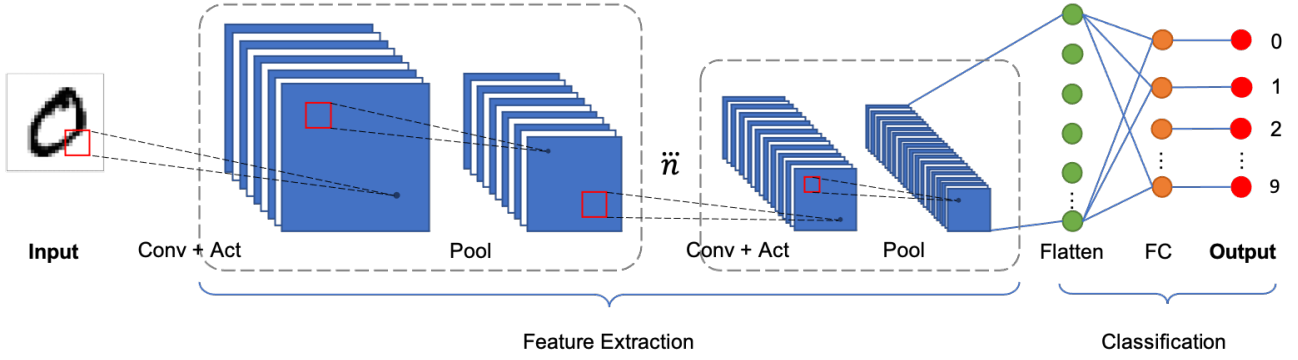 0
1
2
9
n
Input
Conv + Act
Pool
Conv + Act
Pool
Flatten
FC
Output
Feature Extraction
Classification